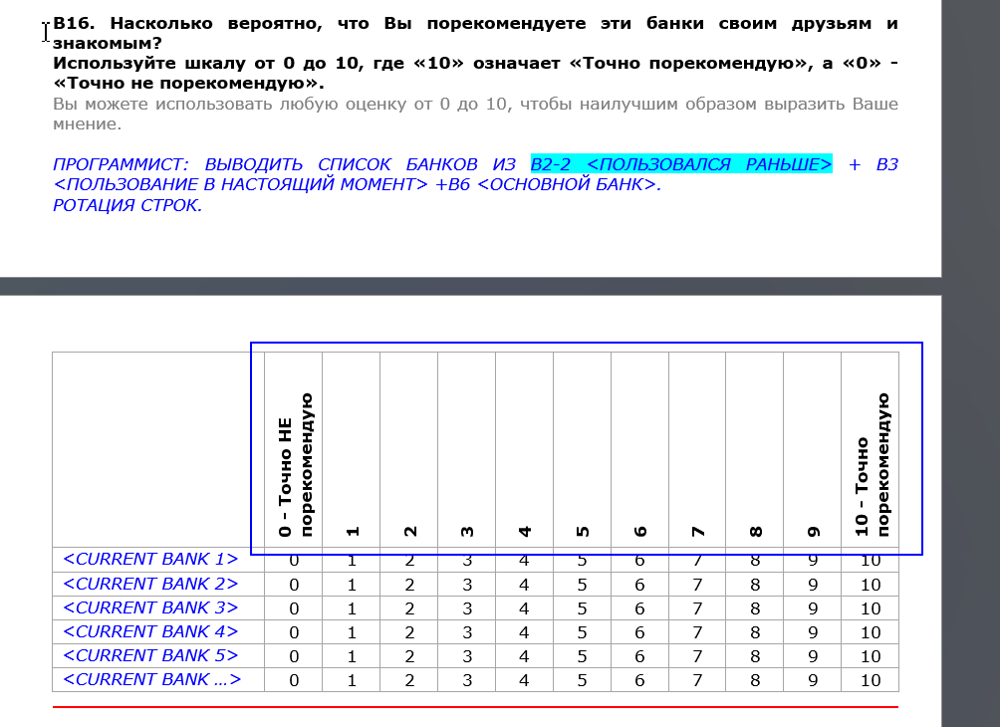 B16. Насколько вероятно, что Вы порекомендуете эти банки своим друзьям и
знакомым?
Используйте шкалу от 0 до 10, где «10» означает «Точно порекомендую», а «0» -
«Точно не порекомендую».
Вы можете использовать любую оценку от 0 до 10, чтобы наилучшим образом выразить Ваше
мнение.
ПРОГРАММИСТ: ВЫВОДИТЬ СПИСОК БАНКОВ ИЗ B2-2 <ПОЛЬЗОВАЛСЯ РАНЬШЕ> + B3
<ПОЛЬЗОВАНИЕ В НАСТОЯЩИЙ МОМЕНТ> +B6 <ОСНОВНОЙ БАНК>.
РОТАЦИЯ СТРОК.
0 - Точно НЕ
порекомендую
1
2
3
4
5
6
7
8
9
10 - Точно
порекомендую
<CURRENT BANK 1> 0 1 2 3 4 5 6 7 8 9 10
<CURRENT BANK 2> 0 1 2 3 4 5 6 7 8 9 10
<CURRENT BANK 3> 0 1 2 3 4 5 6 7 8 9 10
<CURRENT BANK 4> 0 1 2 3 4 5 6 7 8 9 10
<CURRENT BANK 5> 0 1 2 3 4 5 6 7 8 9 10
<CURRENT BANK ...> 0 1 2 3 4 5 6 7 8 9 10